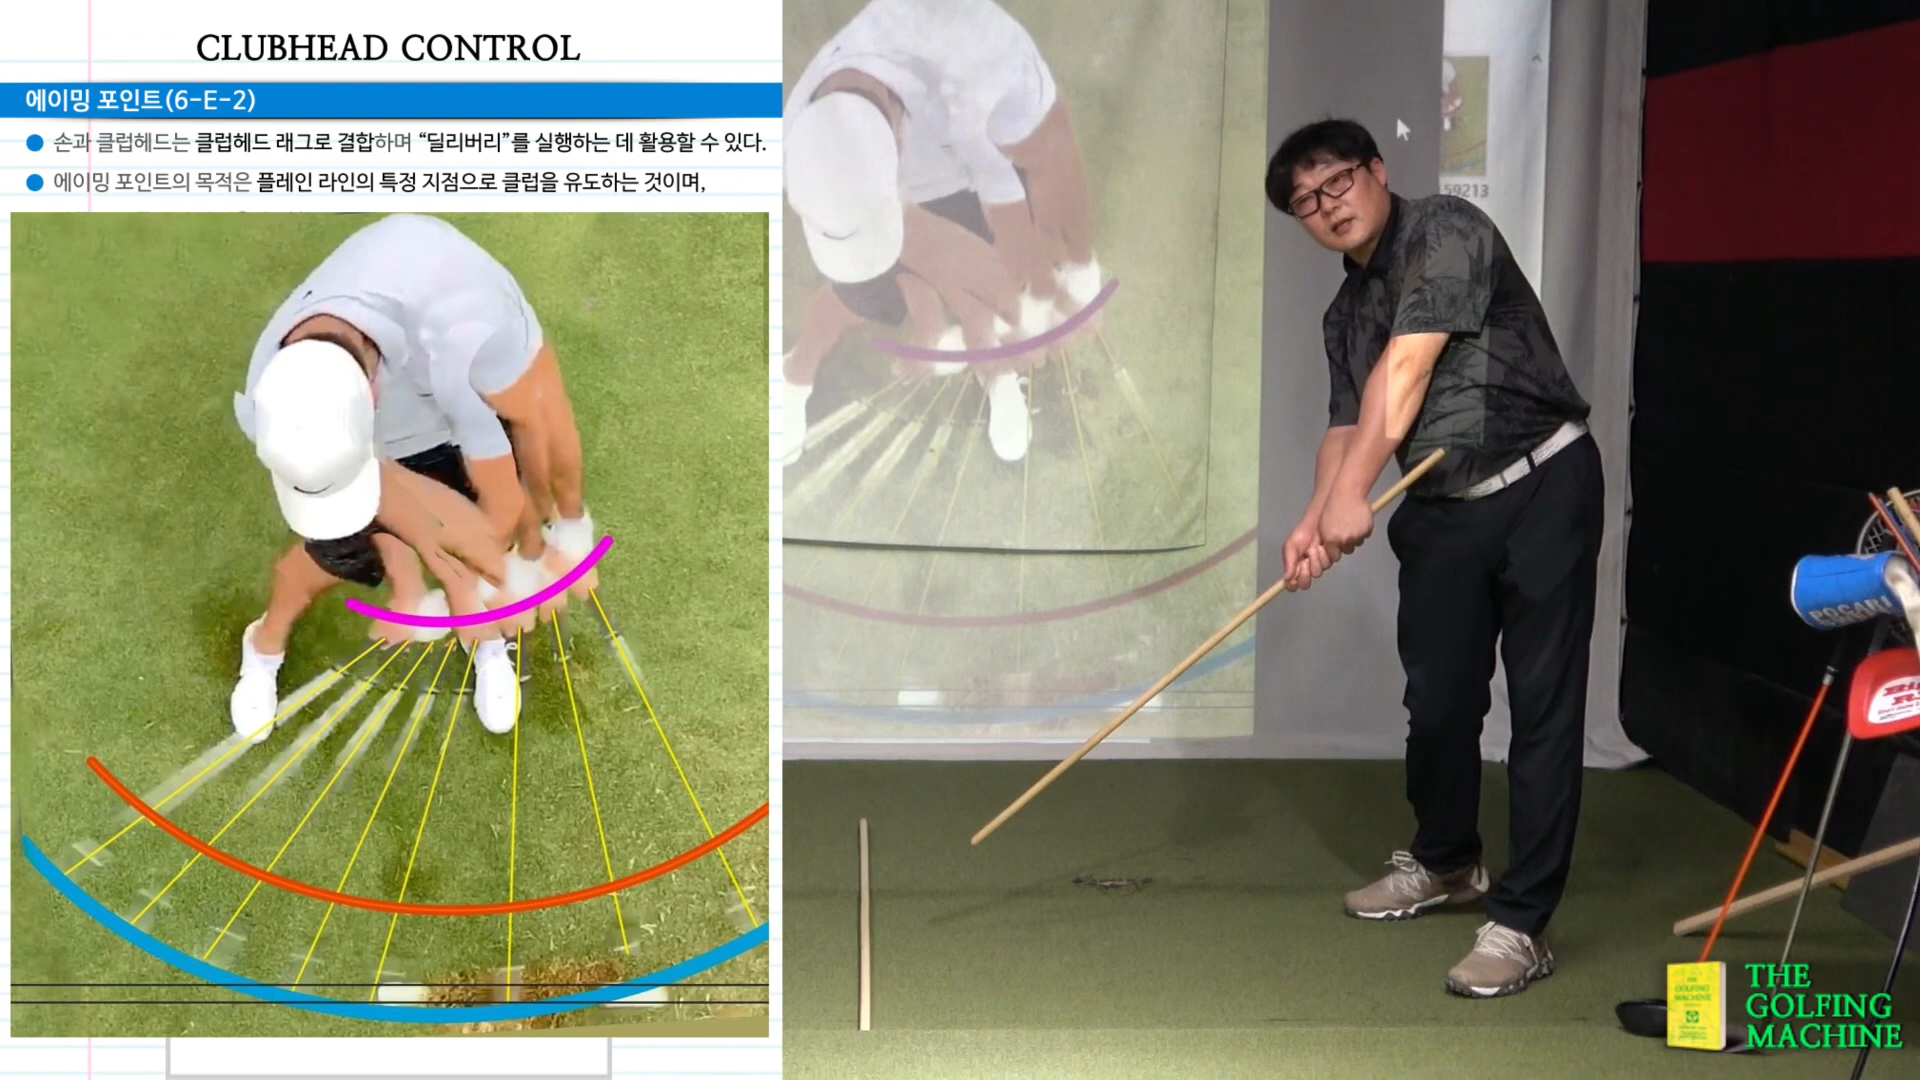 CLUBHEAD CONTROL
에이밍 포인트(6-E-2)
손과 클럽헤드는 클럽헤드 래그로 결합하며 “딜리버리”를 실행하는 데 활용할 수 있다.
에이밍 포인트의 목적은 플레인 라인의 특정 지점으로 클럽을 유도하는 것이며,
59213
THE
GOLFING
MACHINE